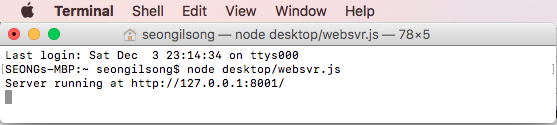 Terminal Shell Edit View Window Help
seongilsong — node desktop/websvr.js — 78×5
Last login: Sat Dec  3 23:14:34 on ttys000
[SEONGs-MBP:~ seongilsong$ node desktop/websvr.js ]
Server running at http://127.0.0.1:8001/